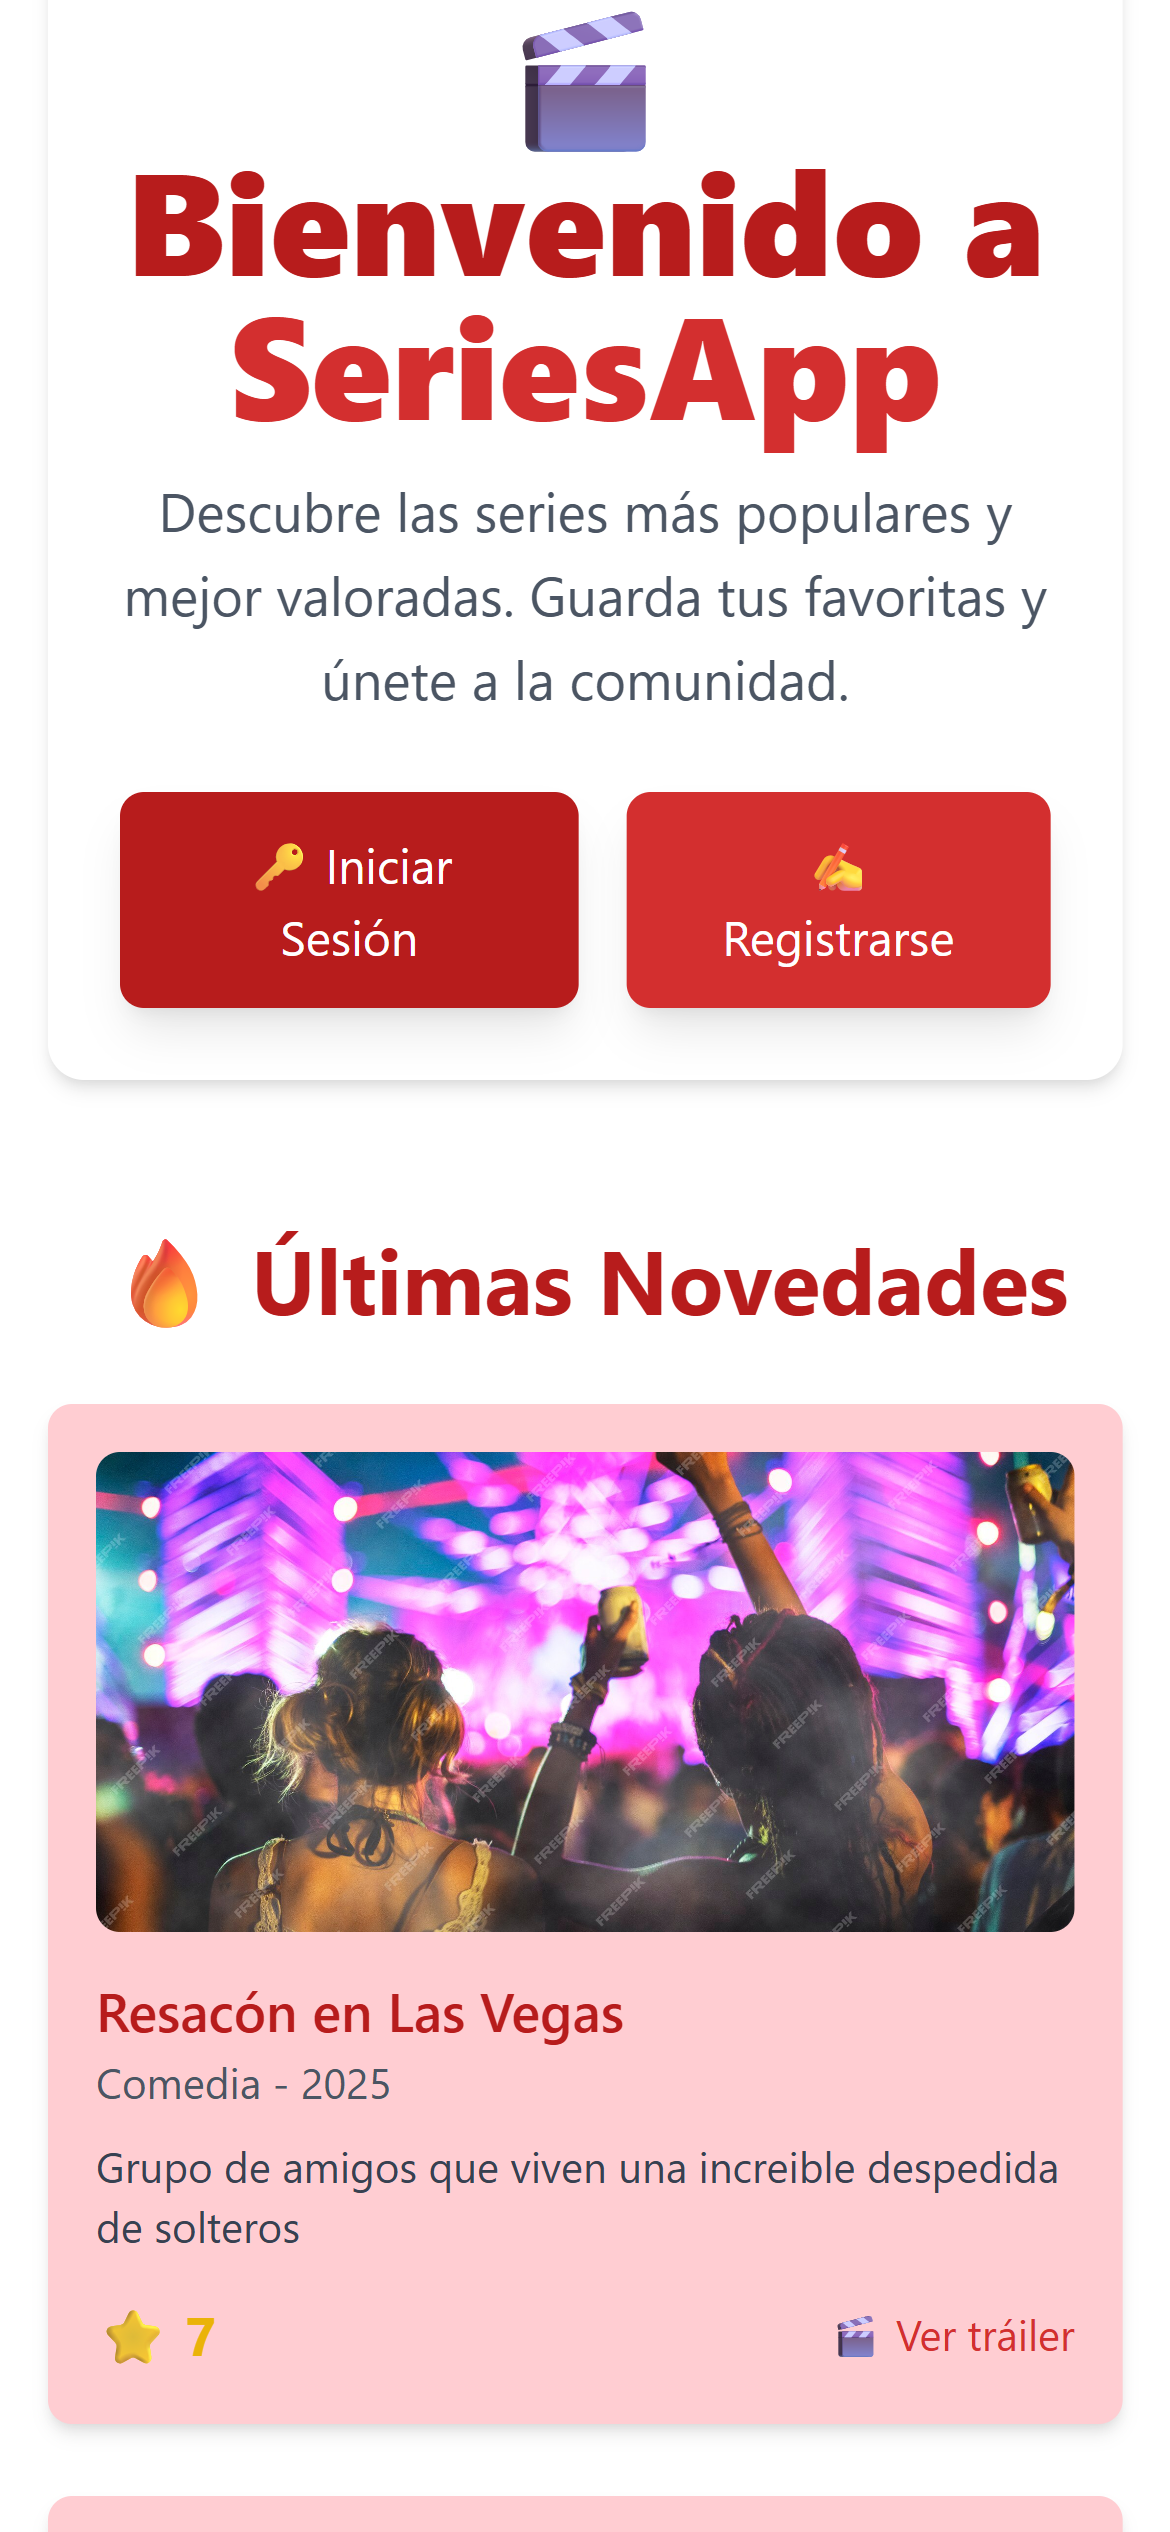 Bienvenido a
SeriesApp
Descubre las series más populares y
mejor valoradas. Guarda tus favoritas y
únete a la comunidad.
🔑 Iniciar
Sesión
✍️
Registrarse
🔥 Últimas Novedades
FREEPIK
Resacón en Las Vegas
Comedia - 2025
Grupo de amigos que viven una increible despedida
de solteros
⭐ 7
🎬 Ver tráiler